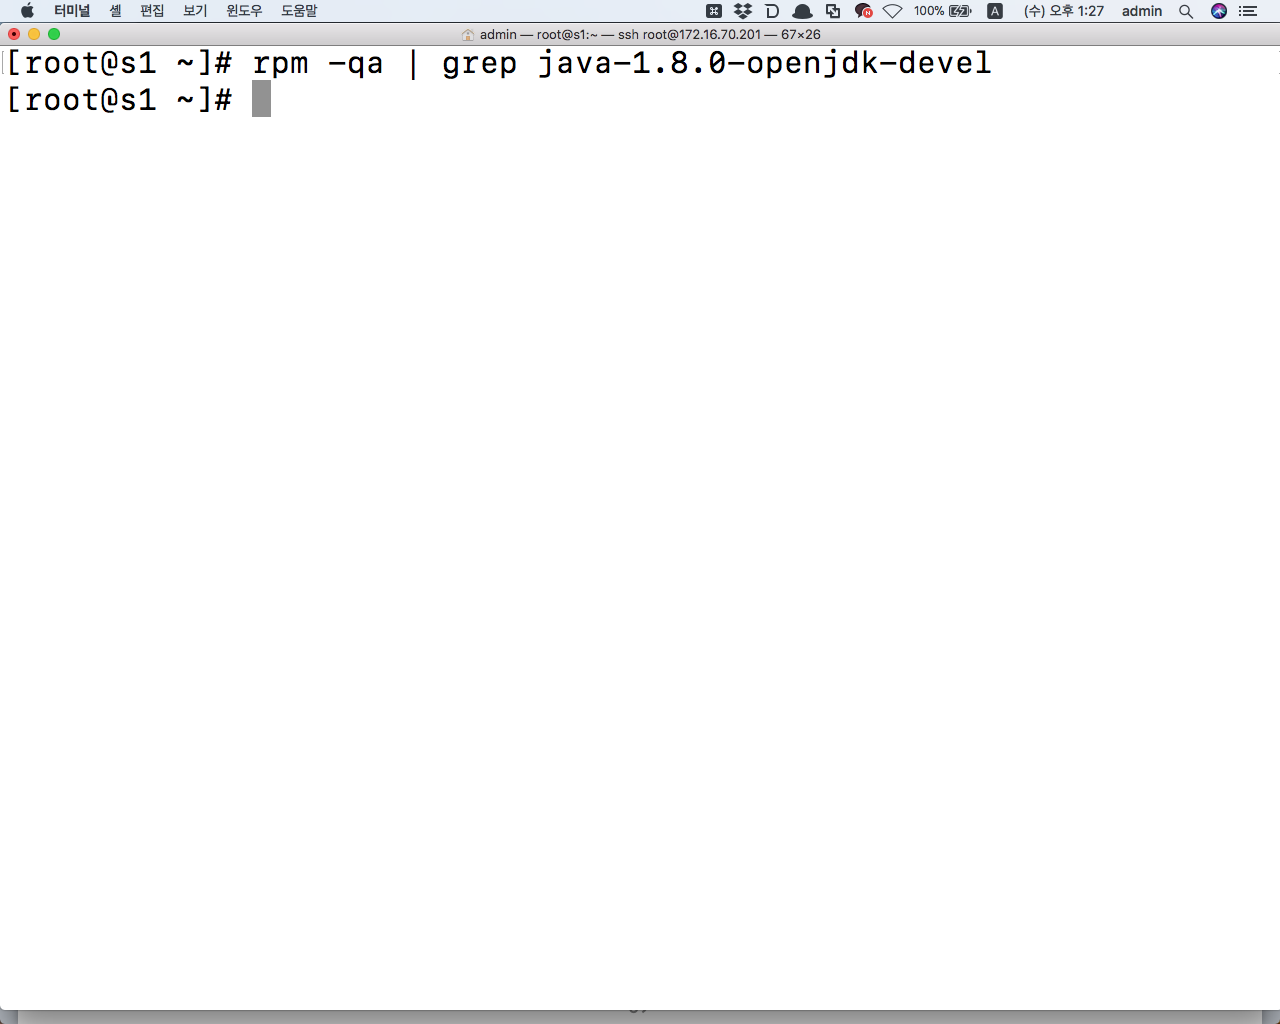 터미널 셸 편집 보기 윈도우 도움말 100% A (수) 오후 1:27 admin
admin — root@s1:~ — ssh root@172.16.70.201 — 67×26
[root@s1 ~]# rpm -qa | grep java-1.8.0-openjdk-devel
[root@s1 ~]#